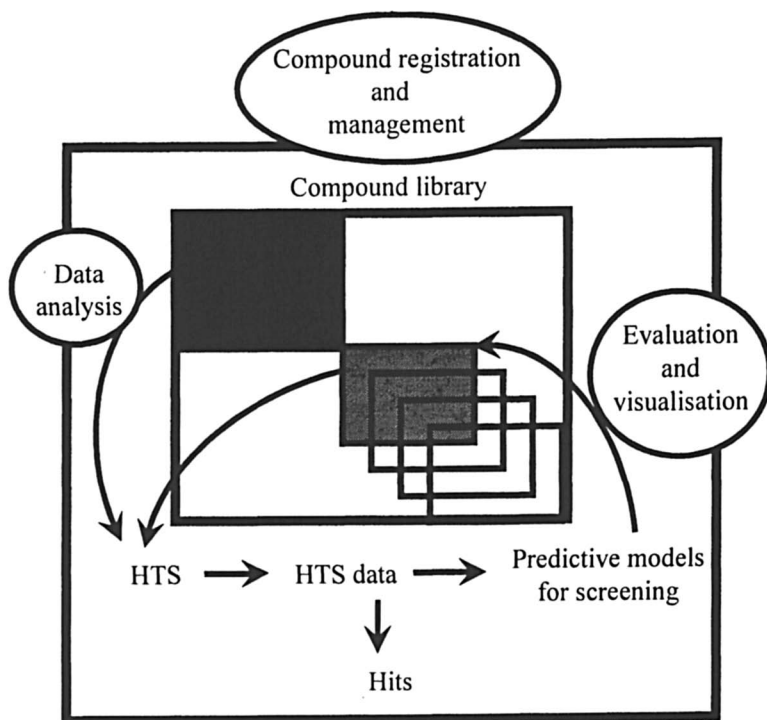 Compound registration
and
management
Compound library
Data
analysis
Evaluation
and
visualisation
HTS
HTS data
Predictive models
for screening
Hits